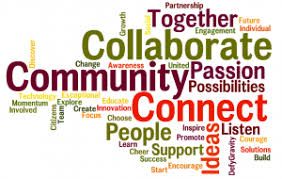 Partnership
Together
Growth
Social
Engagement
Future
Individual
Collaborate
Change
Awareness
United
Discover
Community
Passion
Possibilities
Technology
Exceptional
Momentum
Explore
Educate
Involved
Create
Innovation
Connect
Citizens
Team
Focus
Choose
People
Inspire
Promote
Listen
Courage
Learn
Cheer
Support
Ideas
DefyGravity
Solutions
Success
Build
Start
Encourage